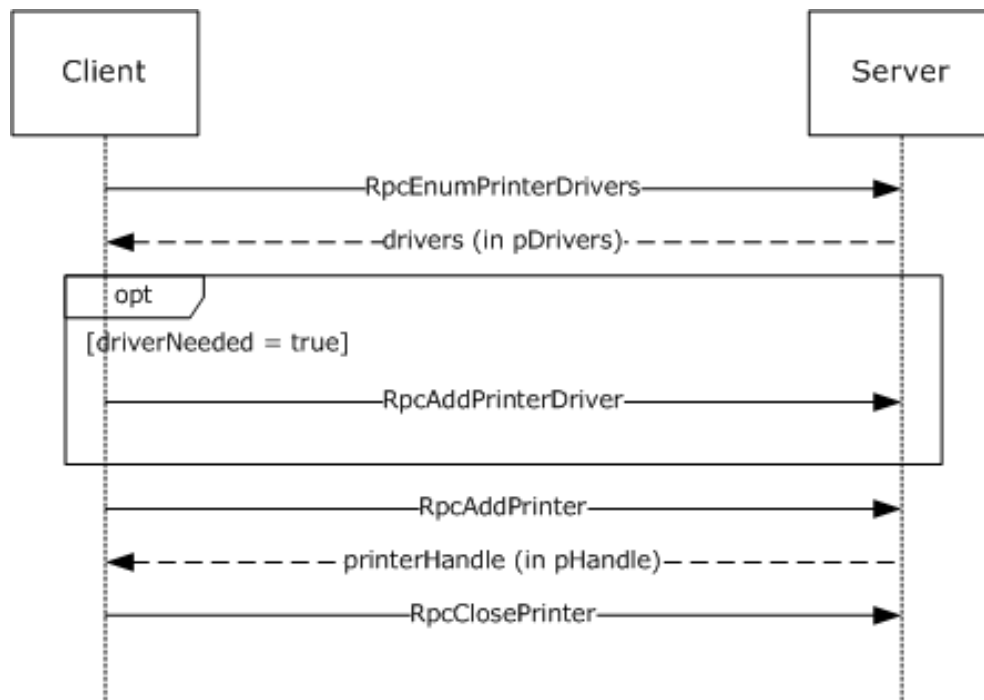 Client
Server
RpcEnumPrinterDrivers
drivers (in pDrivers)
opt
[driverNeeded = true]
RpcAddPrinterDriver
RpcAddPrinter
printerHandle (in pHandle)
RpcClosePrinter